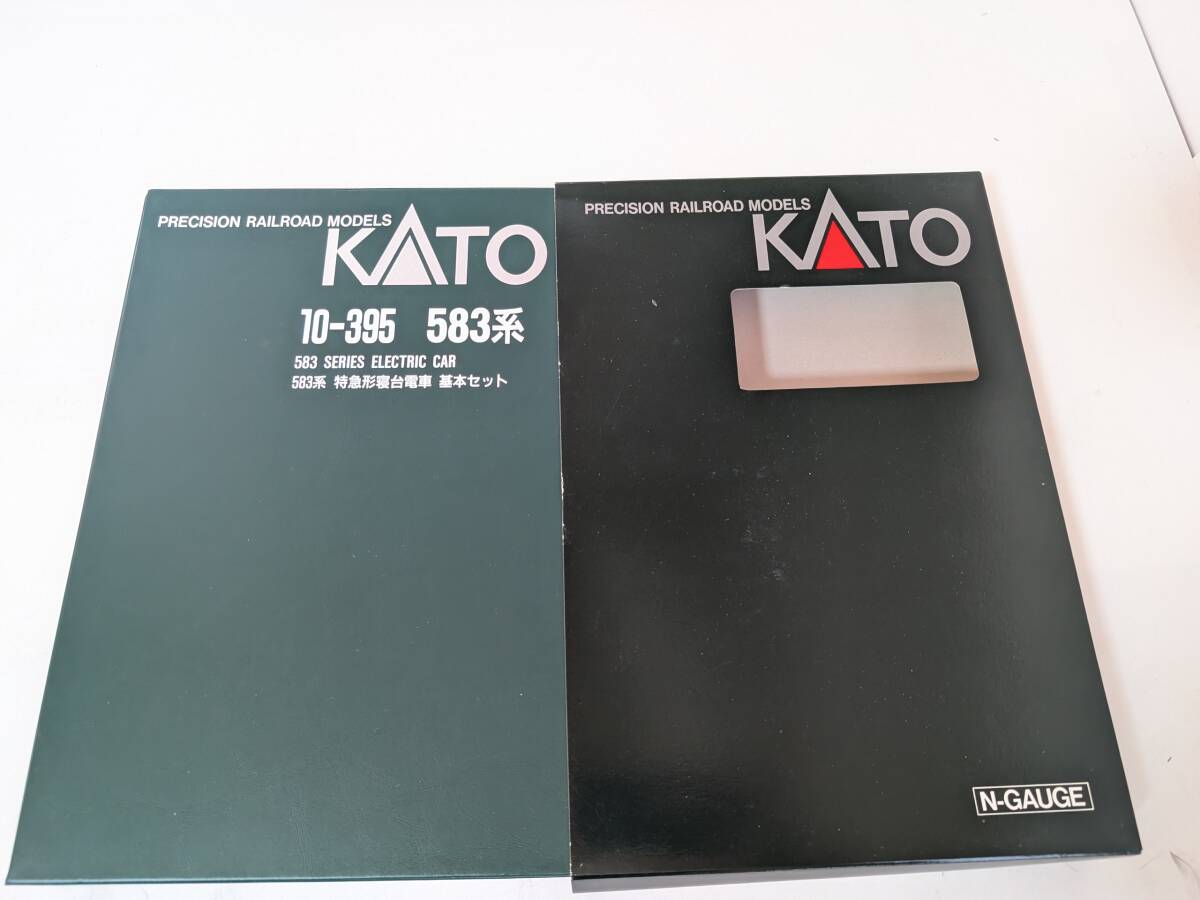 PRECISION RAILROAD MODELS
KATO
10-395 583系
583 SERIES ELECTRIC CAR
583系 特急形寝台電車 基本セット
PRECISION RAILROAD MODELS
KATO
N-GAUGE